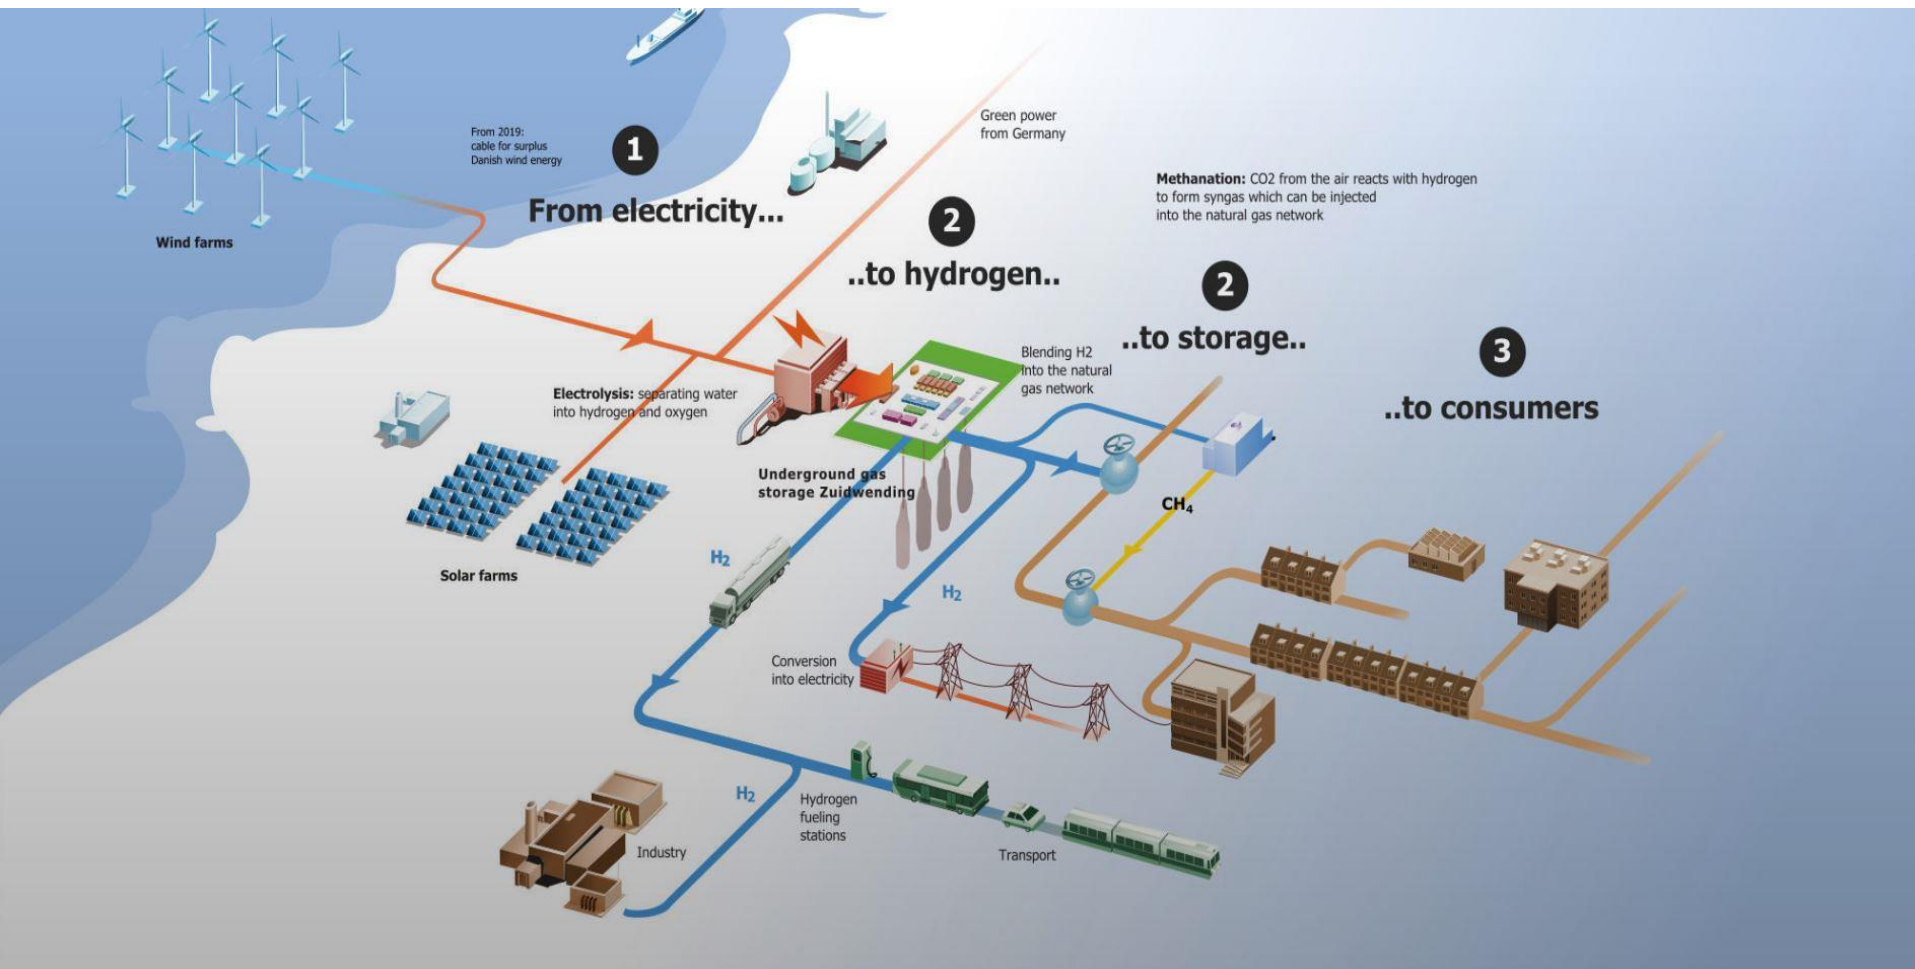 From 2019:
cable for surplus
Danish wind energy
1
From electricity...
Wind farms
Green power
from Germany
2
..to hydrogen..
Methanation: CO2 from the air reacts with hydrogen
to form syngas which can be injected
into the natural gas network
2
..to storage..
3
..to consumers
Electrolysis: separating water
into hydrogen and oxygen
Blending H2
into the natural
gas network
Underground gas
storage Zuidwending
Solar farms
CH4
H2
H2
Conversion
into electricity
H2
Hydrogen
fueling
stations
Industry
Transport